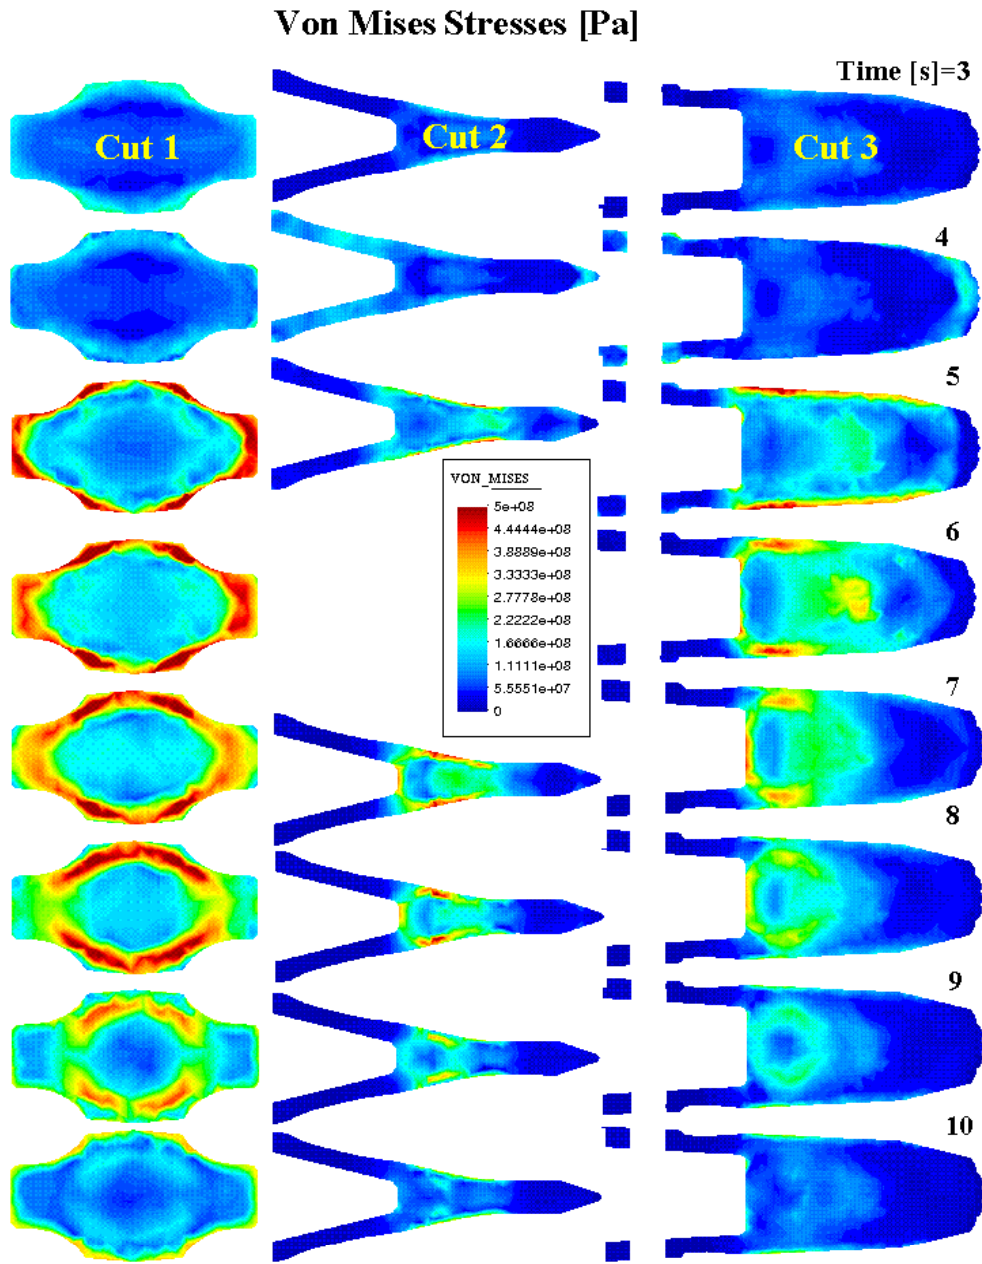 Von Mises Stresses [Pa]
Time [s]=3
Cut 1
Cut 2
Cut 3
4
5
VON_MISES
5e+08
4.4444e+08
3.8889e+08
3.3333e+08
2.7778e+08
2.2222e+08
1.6666e+08
1.1111e+08
5.5551e+07
0
6
7
8
9
10